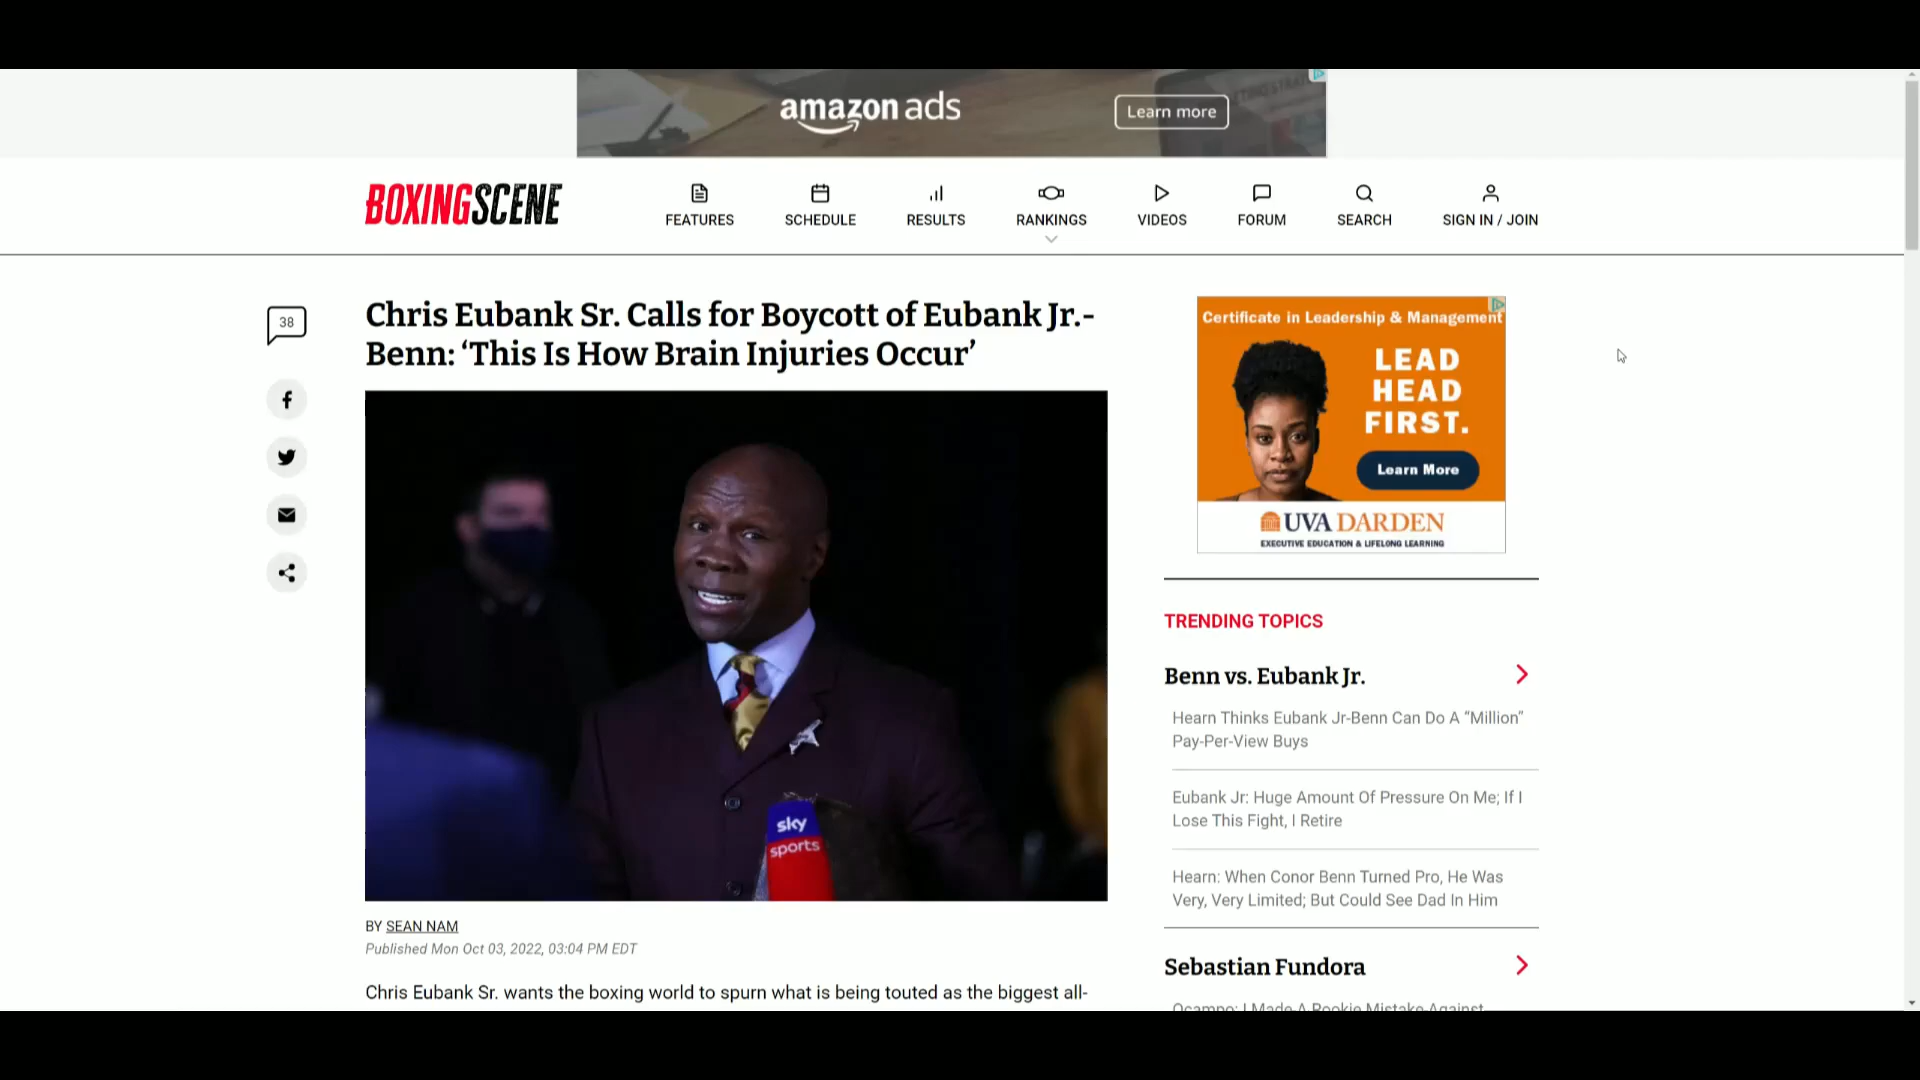 amazon ads
Learn more
BOXINGSCENE
FEATURES
SCHEDULE
RESULTS
RANKINGS
VIDEOS
FORUM
SEARCH
SIGN IN / JOIN
38
Chris Eubank Sr. Calls for Boycott of Eubank Jr.-
Benn: ‘This Is How Brain Injuries Occur’
sky
sports
BY SEAN NAM
Published Mon Oct 03, 2022, 03:04 PM EDT
Chris Eubank Sr. wants the boxing world to spurn what is being touted as the biggest all-
Certificate in Leadership & Management
LEAD
HEAD
FIRST.
Learn More
UVA DARDEN
EXECUTIVE EDUCATION & LIFELONG LEARNING
TRENDING TOPICS
Benn vs. Eubank Jr.
Hearn Thinks Eubank Jr-Benn Can Do A “Million”
Pay-Per-View Buys
Eubank Jr: Huge Amount Of Pressure On Me; If I
Lose This Fight, I Retire
Hearn: When Conor Benn Turned Pro, He Was
Very, Very Limited; But Could See Dad In Him
Sebastian Fundora
Ocampo: I Made A Rookie Mistake Against